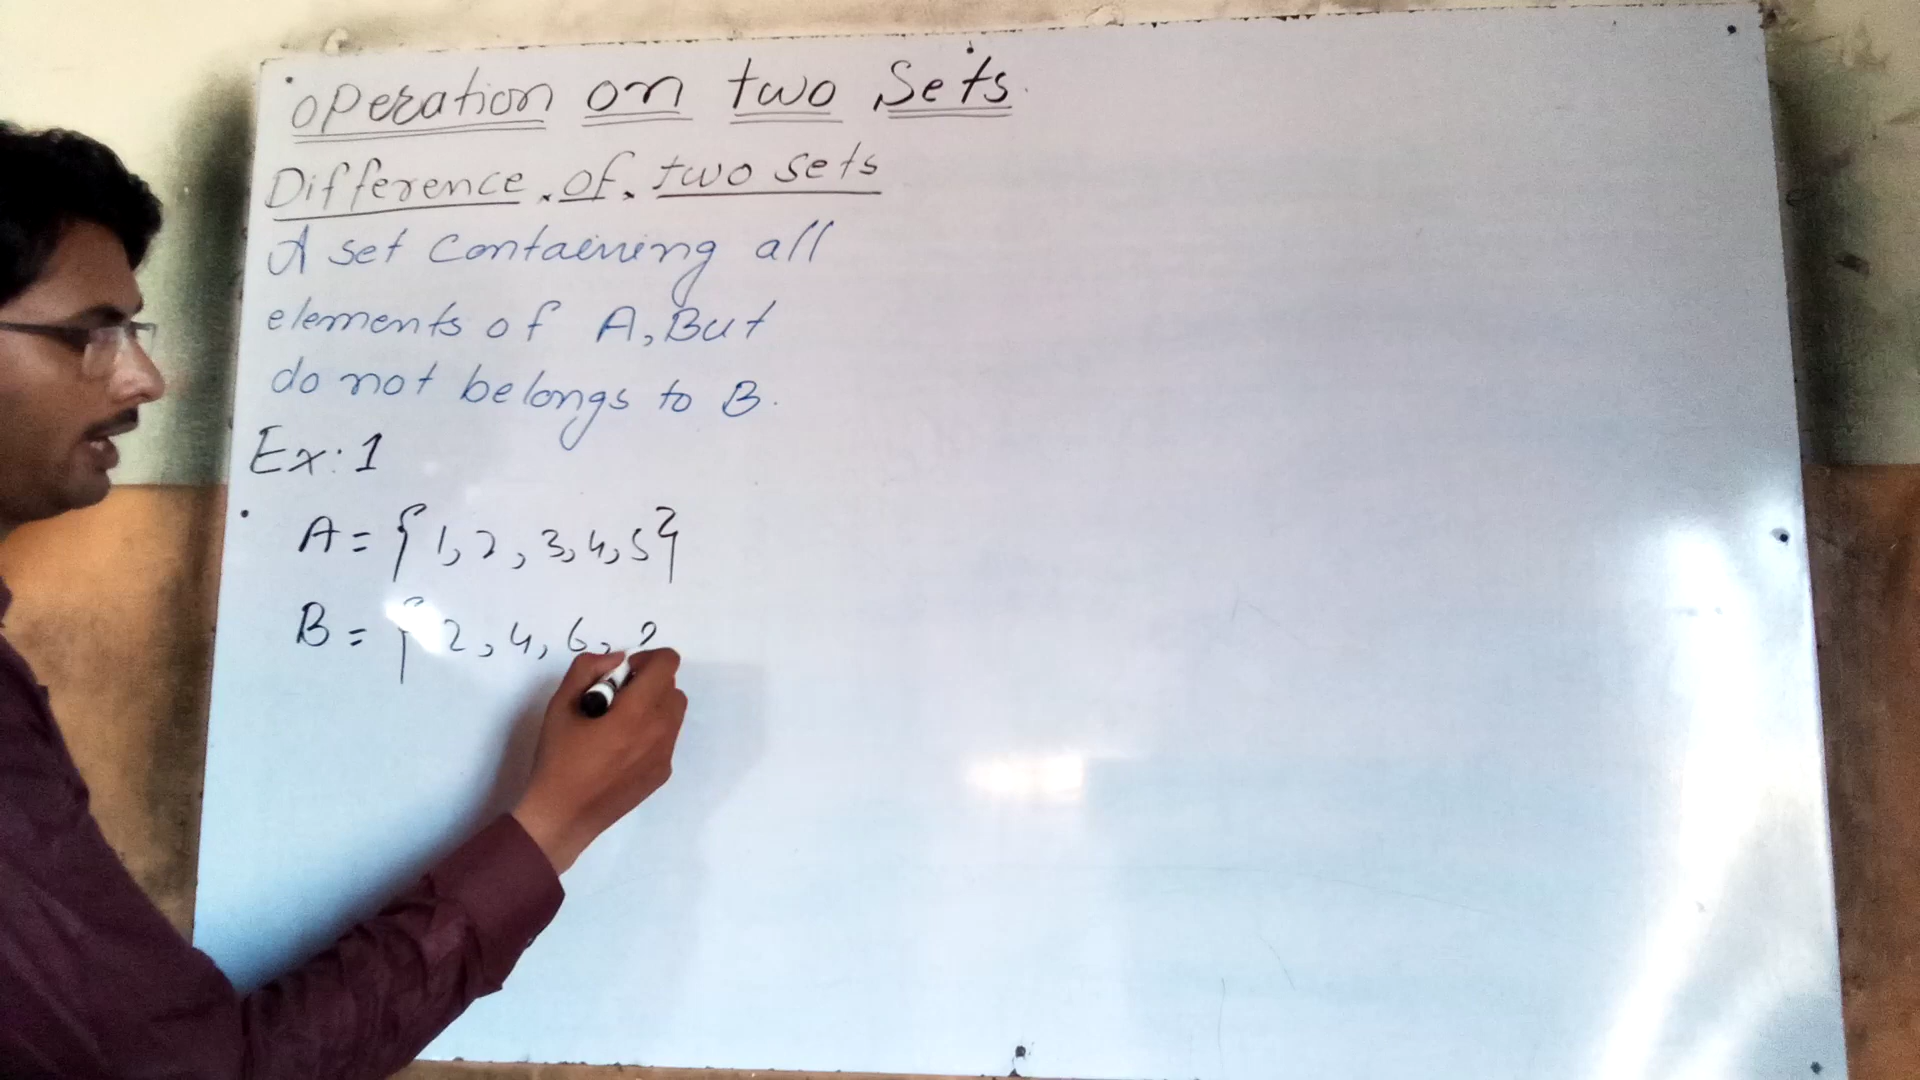 Operation on two Sets.
Difference of two sets
A set Containing all
elements of A, But
do not belongs to B.
Ex: 1
A = { 1, 2, 3, 4, 5 }
B = { 2, 4, 6,